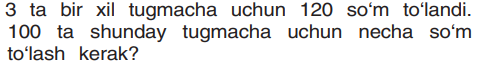 3 ta bir xil tugmacha uchun 120 so‘m to‘landi.
100 ta shunday tugmacha uchun necha so‘m
to‘lash kerak?